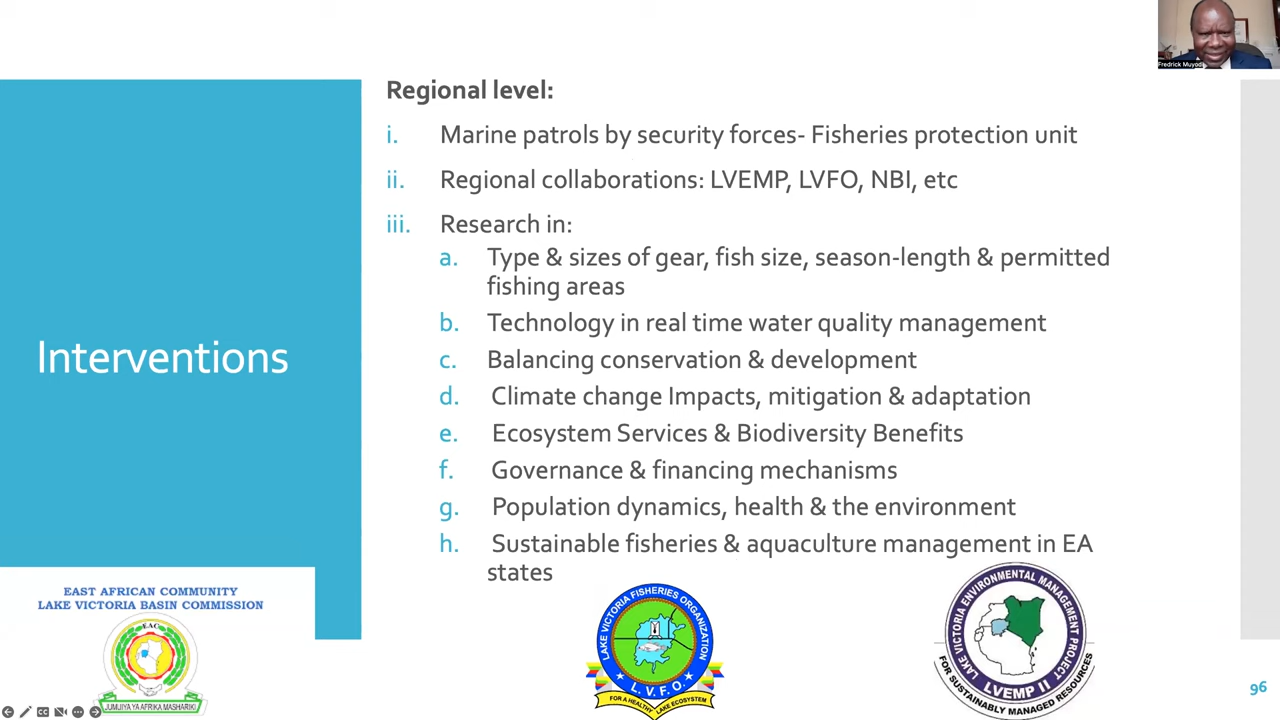 Fredrick Muyod
Regional level:
i. Marine patrols by security forces- Fisheries protection unit
ii. Regional collaborations: LVEMP, LVFO, NBI, etc
iii. Research in:
a. Type & sizes of gear, fish size, season-length & permitted
fishing areas
b. Technology in real time water quality management
c. Balancing conservation & development
d. Climate change Impacts, mitigation & adaptation
e. Ecosystem Services & Biodiversity Benefits
f. Governance & financing mechanisms
g. Population dynamics, health & the environment
h. Sustainable fisheries & aquaculture management in EA
states
Interventions
EAST AFRICAN COMMUNITY
LAKE VICTORIA BASIN COMMISSION
EAC
JUMUIYA YA AFRIKA MASHARIKI
LAKE VICTORIA FISHERIES ORGANIZATION
L.V.F.O.
FOR A HEALTHY LAKE ECOSYSTEM
LAKE VICTORIA ENVIRONMENTAL MANAGEMENT PROJECT
LVEMP II
FOR SUSTAINABLY MANAGED RESOURCES
96